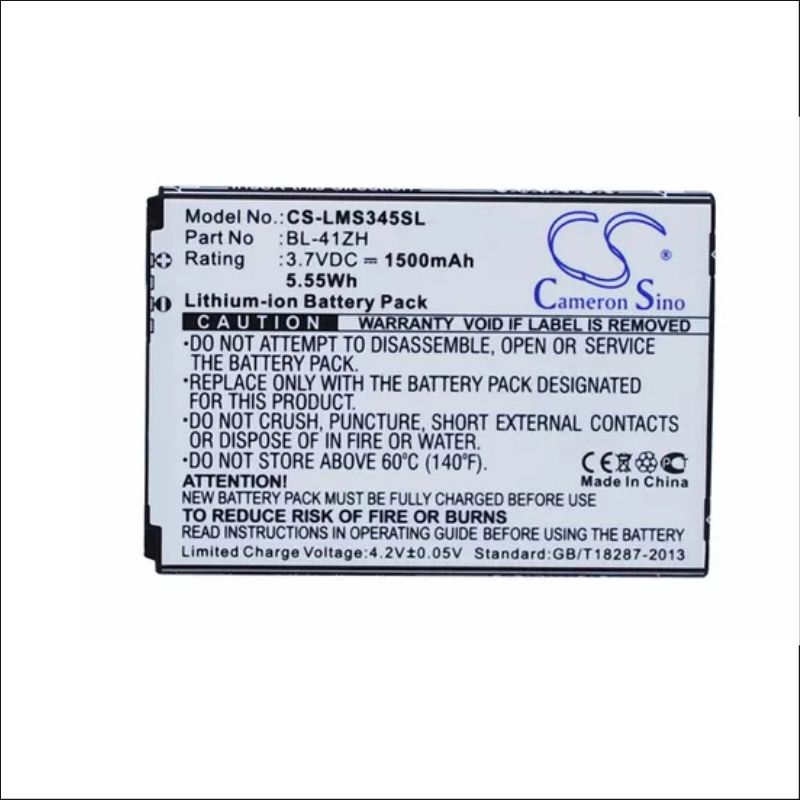 Model No.: CS-LMS345SL
Part No : BL-41ZH
Rating : 3.7VDC ⎓ 1500mAh
5.55Wh
Lithium-ion Battery Pack
CS ®
Cameron Sino
CAUTION WARRANTY VOID IF LABEL IS REMOVED
·DO NOT ATTEMPT TO DISASSEMBLE, OPEN OR SERVICE
THE BATTERY PACK.
·REPLACE ONLY WITH THE BATTERY PACK DESIGNATED
FOR THIS PRODUCT.
·DO NOT CRUSH, PUNCTURE, SHORT EXTERNAL CONTACTS
OR DISPOSE OF IN FIRE OR WATER.
·DO NOT STORE ABOVE 60°C (140°F).
CE
Made In China
ATTENTION!
NEW BATTERY PACK MUST BE FULLY CHARGED BEFORE INITIAL USE.
TO REDUCE RISK OF FIRE OR BURNS
READ INSTRUCTIONS CAREFULLY BEFORE USING THE BATTERY
Limited Charge Voltage:4.2V±0.05V Standard:GB/T18287-2013